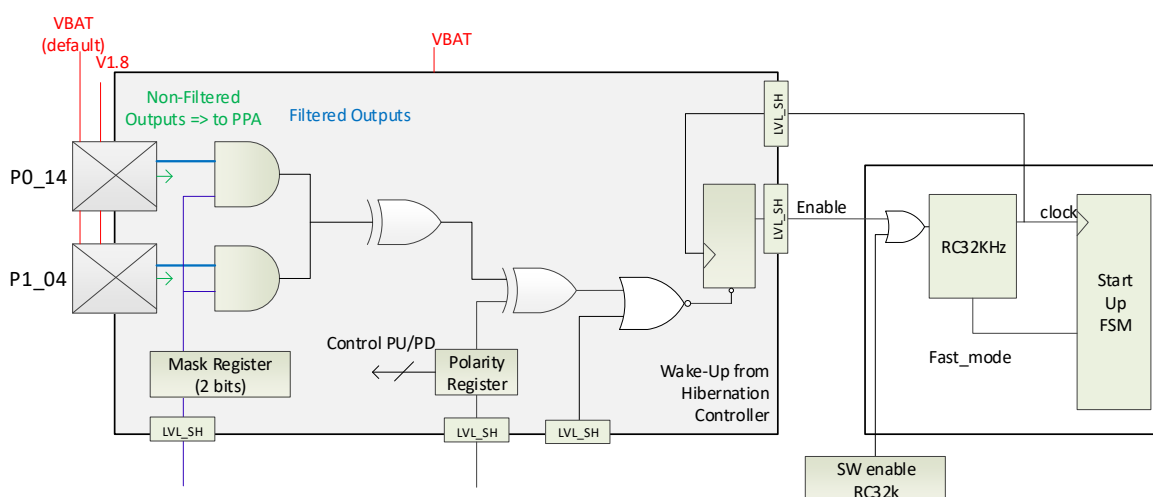 VBAT
(default)
V1.8
VBAT
Non-Filtered
Outputs => to PPA
Filtered Outputs
LVL_SH
P0_14
LVL_SH
Enable
RC32KHz
clock
P1_04
Start
Up
FSM
Control PU/PD
Polarity
Register
Mask Register
(2 bits)
Wake-Up from
Hibernation
Controller
Fast_mode
LVL_SH
LVL_SH
LVL_SH
SW enable
RC32k